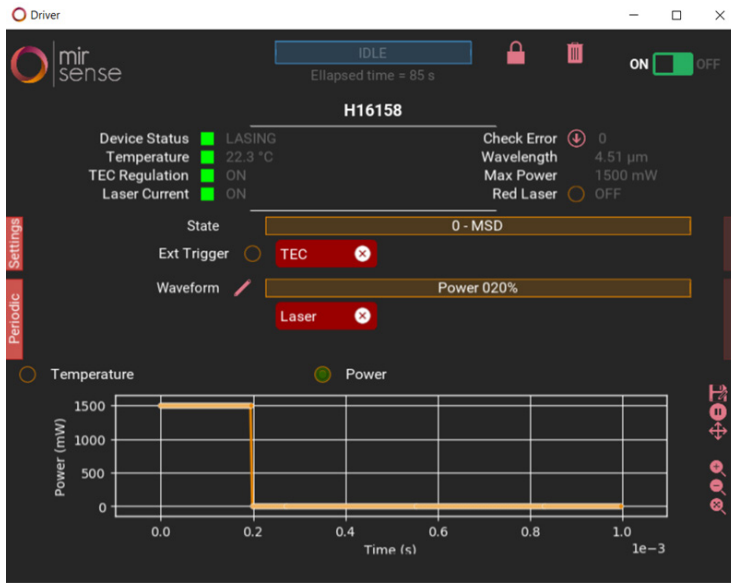 Driver
mir
sense
IDLE
Ellapsed time = 85 s
ON OFF
H16158
Device Status LASING
Temperature 22.3 °C
TEC Regulation ON
Laser Current ON
Check Error 0
Wavelength 4.51 µm
Max Power 1500 mW
Red Laser OFF
Settings
Periodic
State 0 - MSD
Ext Trigger TEC
Waveform Power 020%
Laser
Temperature Power
Power (mW)
1500
1000
500
0
0.0 0.2 0.4 0.6 0.8 1.0
Time (s) 1e−3